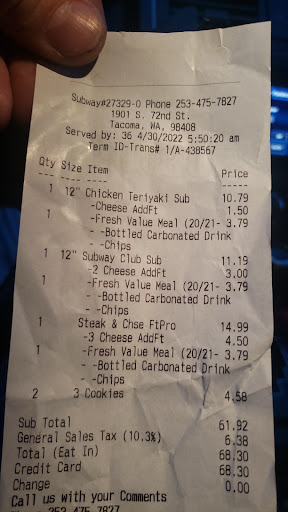 Subway#27329-0 Phone 253-475-7827
1901 S. 72nd St.
Tacoma, WA, 98408
Served by: 36 4/30/2022 5:50:20 am
Term ID-Trans# 1/A-438567
Qty Size Item Price
1 12" Chicken Teriyaki Sub 10.79
-Cheese AddFt 1.50
1 -Fresh Value Meal (20/21- 3.79
- -Bottled Carbonated Drink
- -Chips
1 12" Subway Club Sub 11.19
-2 Cheese AddFt 3.00
1 -Fresh Value Meal (20/21- 3.79
- -Bottled Carbonated Drink
- -Chips
1 Steak & Chse FtPro 14.99
-3 Cheese AddFt 4.50
1 -Fresh Value Meal (20/21- 3.79
- -Bottled Carbonated Drink
- -Chips
2 3 Cookies 4.58
Sub Total 61.92
General Sales Tax (10.3%) 6.38
Total (Eat In) 68.30
Credit Card 68.30
Change 0.00
Call us with your Comments
Phone 253-475-7827